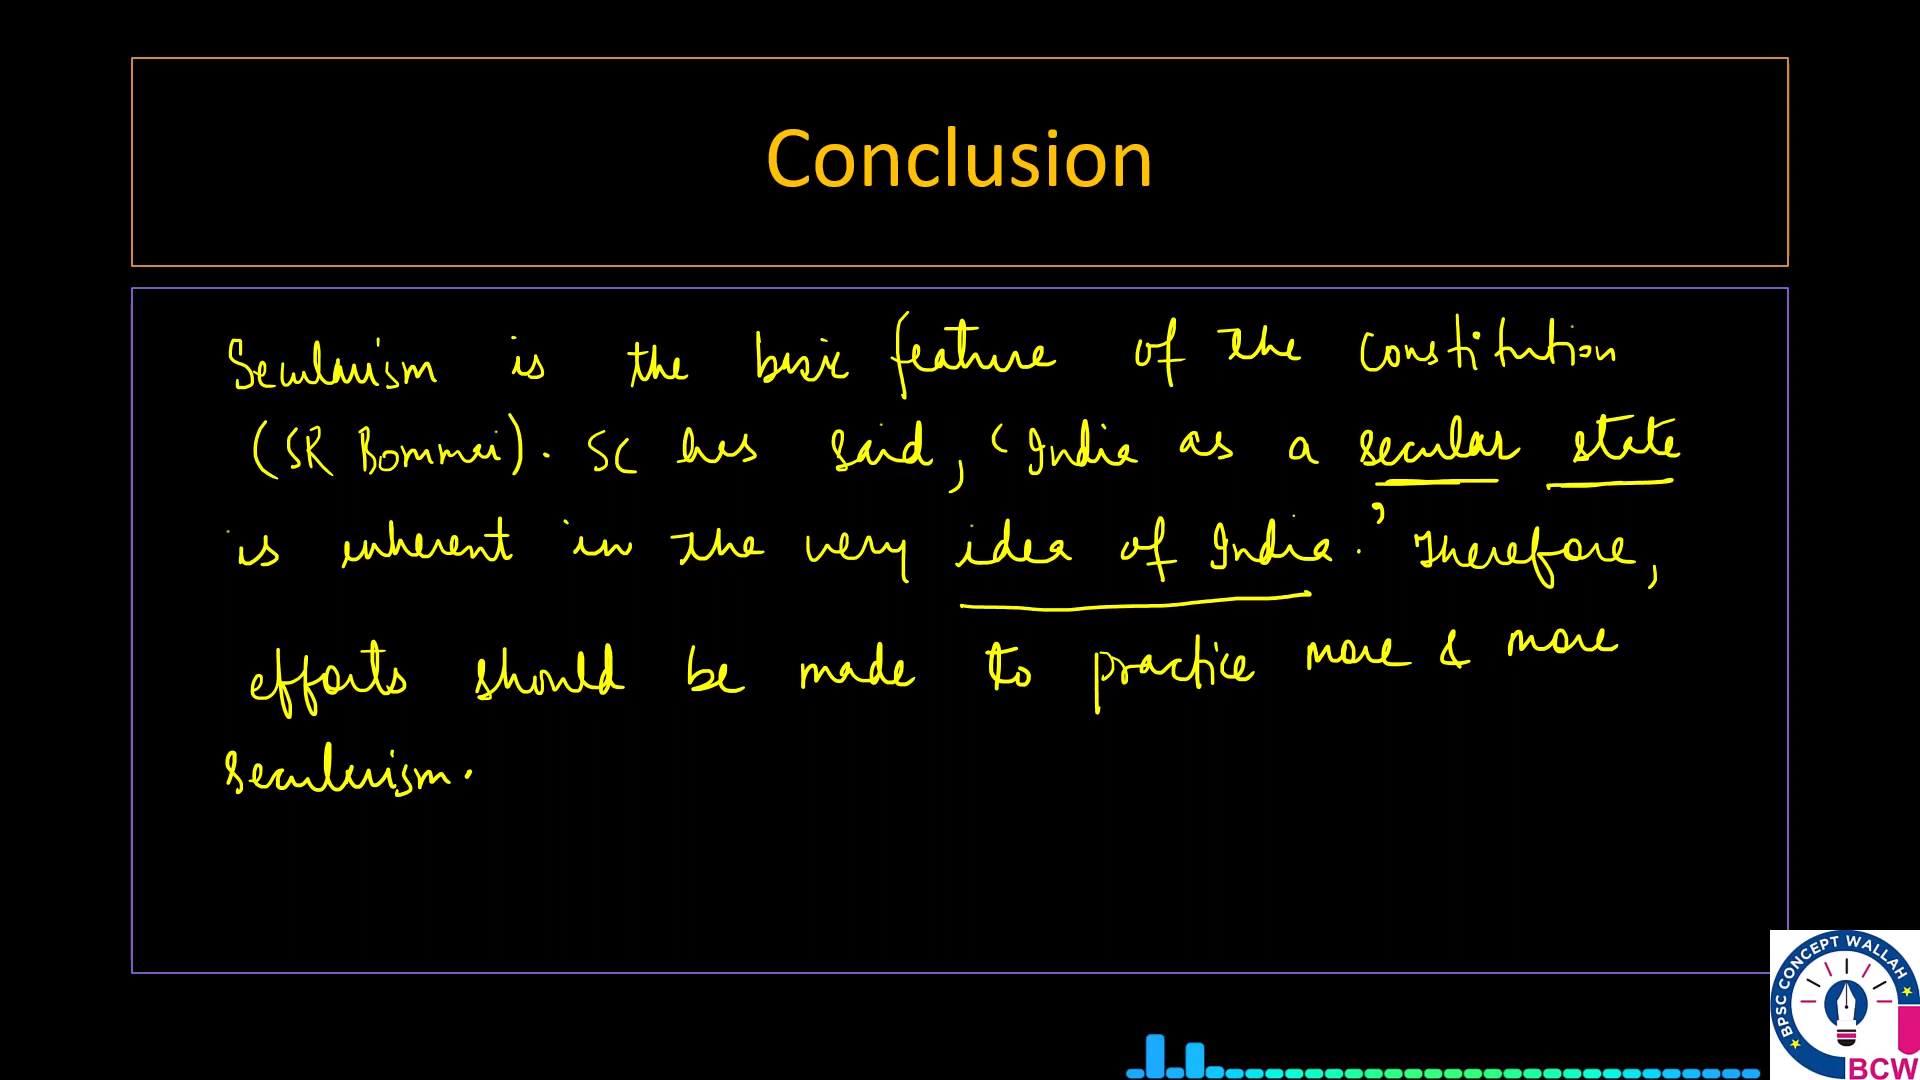 Conclusion
Secularism is the basic feature of the constitution
(SR Bommai). SC has said, 'India as a secular state
is inherent in the very idea of India.' Therefore,
efforts should be made to practice more & more
secularism.
BPSC CONCEPT WALLAH
BCW